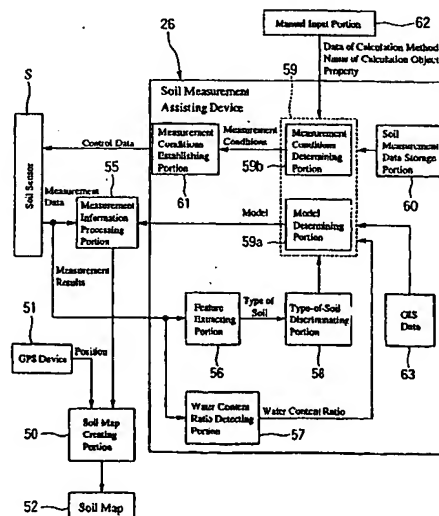 62
Manual Input Portion
26
Data of Calculation Method
Name of Calculation Object
Property
S
59
Soil Measurement
Assisting Device
Control Data
Measurement
Conditions
Establishing
Portion
Measurement
Conditions
Measurement
Conditions
Determining
Portion
Soil
Measurement
Data Storage
Portion
59b
61
60
Soil Sensor
55
Measurement
Data
Measurement
Information
Processing
Portion
Model
Model
Determining
Portion
59a
Measurement
Results
51
GPS Device
Position
Feature
Extracting
Portion
Type of
Soil
Type-of-Soil
Discriminating
Portion
GIS
Data
56
58
63
50
Soil Map
Creating
Portion
Water Content
Ratio Detecting
Portion
Water Content Ratio
57
52
Soil Map